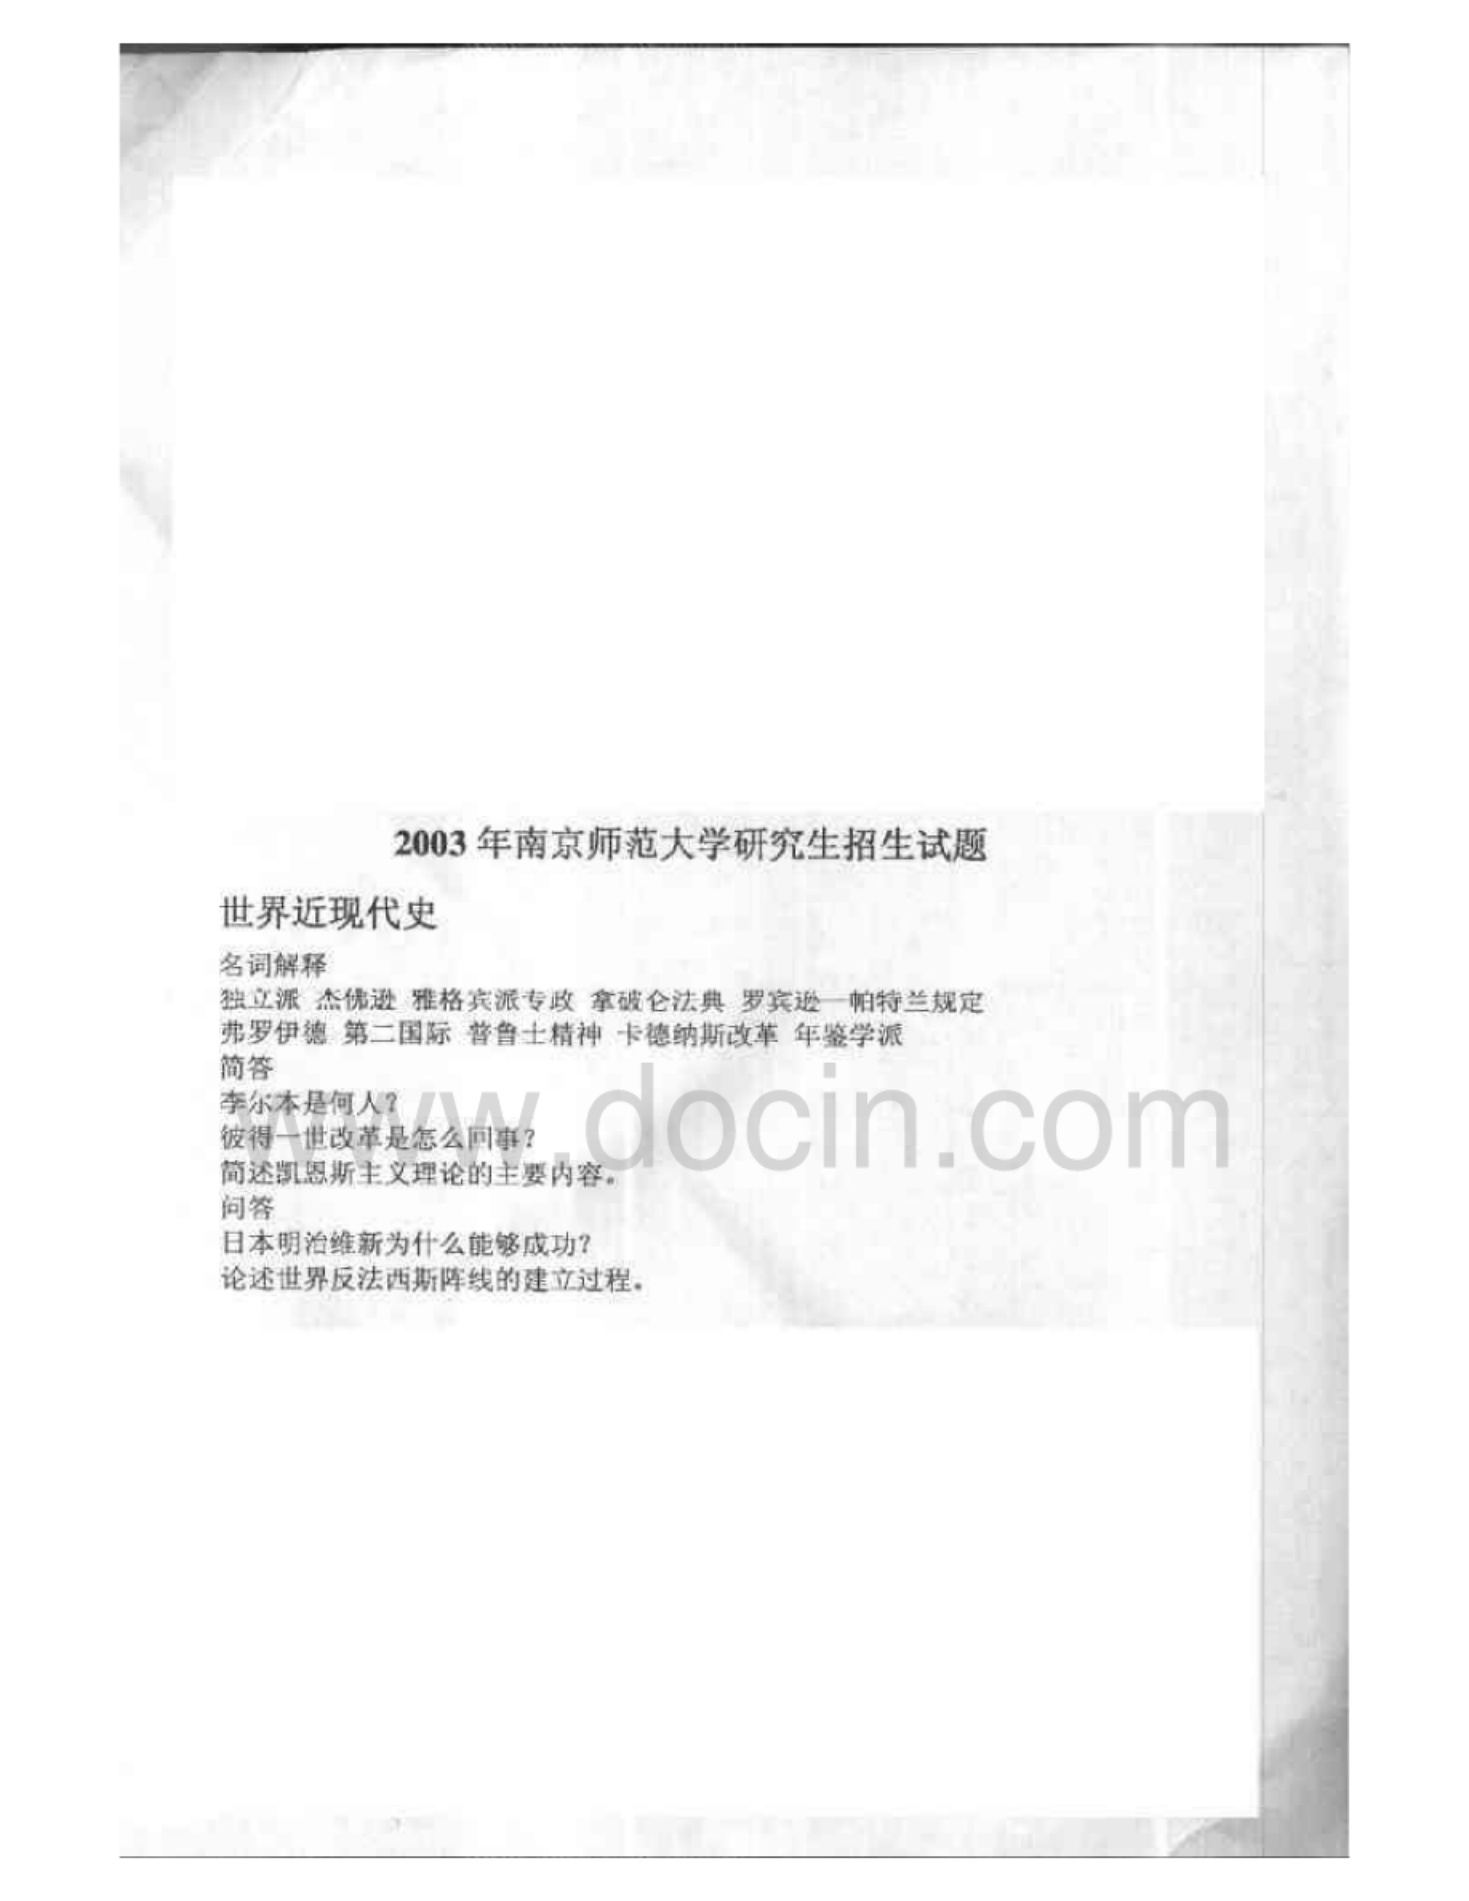 2003 年南京师范大学研究生招生试题
世界近现代史
名词解释
独立派 杰佛逊 雅格宾派专政 拿破仑法典 罗宾逊—帕特兰规定
弗罗伊德 第二国际 普鲁士精神 卡德纳斯改革 年鉴学派
简答
李尔本是何人？
彼得一世改革是怎么回事？
简述凯恩斯主义理论的主要内容。
问答
日本明治维新为什么能够成功？
论述世界反法西斯阵线的建立过程。
www.docin.com